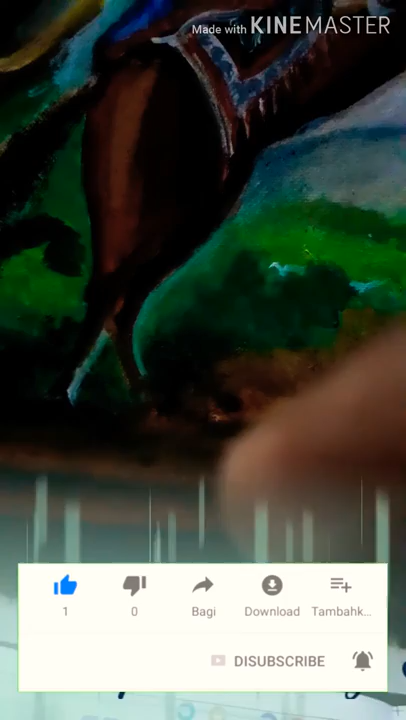 Made with KINEMASTER
1
0
Bagi
Download
Tambahk...
DISUBSCRIBE